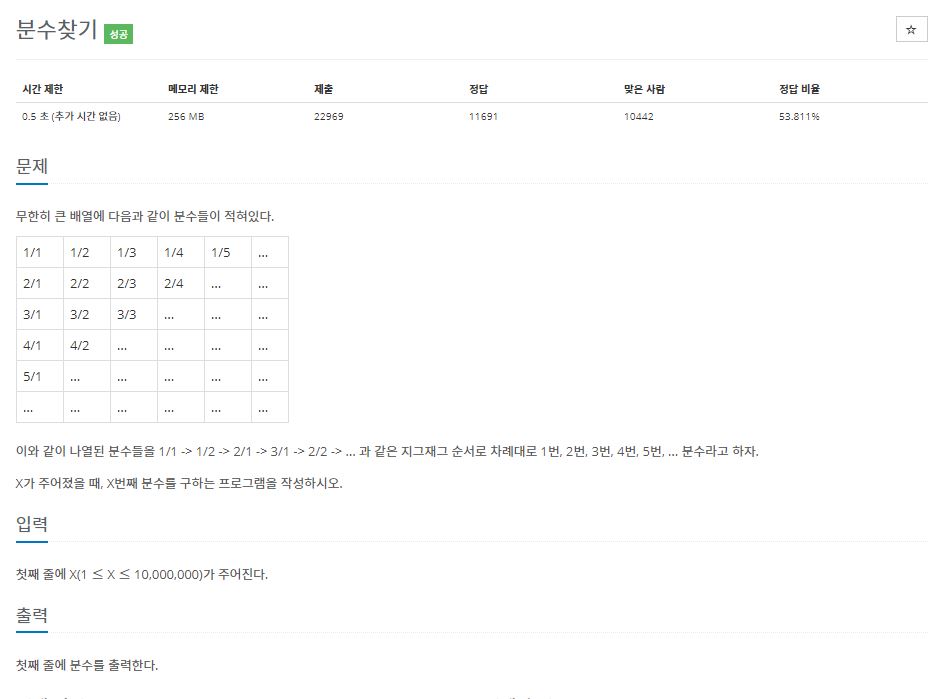 분수찾기 성공
☆
시간 제한 메모리 제한 제출 정답 맞은 사람 정답 비율
0.5 초 (추가 시간 없음) 256 MB 22969 11691 10442 53.811%
문제
무한히 큰 배열에 다음과 같이 분수들이 적혀있다.
1/1 1/2 1/3 1/4 1/5 ...
2/1 2/2 2/3 2/4 ... ...
3/1 3/2 3/3 ... ... ...
4/1 4/2 ... ... ... ...
5/1 ... ... ... ... ...
... ... ... ... ... ...
이와 같이 나열된 분수들을 1/1 -> 1/2 -> 2/1 -> 3/1 -> 2/2 -> ... 과 같은 지그재그 순서로 차례대로 1번, 2번, 3번, 4번, 5번, ... 분수라고 하자.
X가 주어졌을 때, X번째 분수를 구하는 프로그램을 작성하시오.
입력
첫째 줄에 X(1 ≤ X ≤ 10,000,000)가 주어진다.
출력
첫째 줄에 분수를 출력한다.